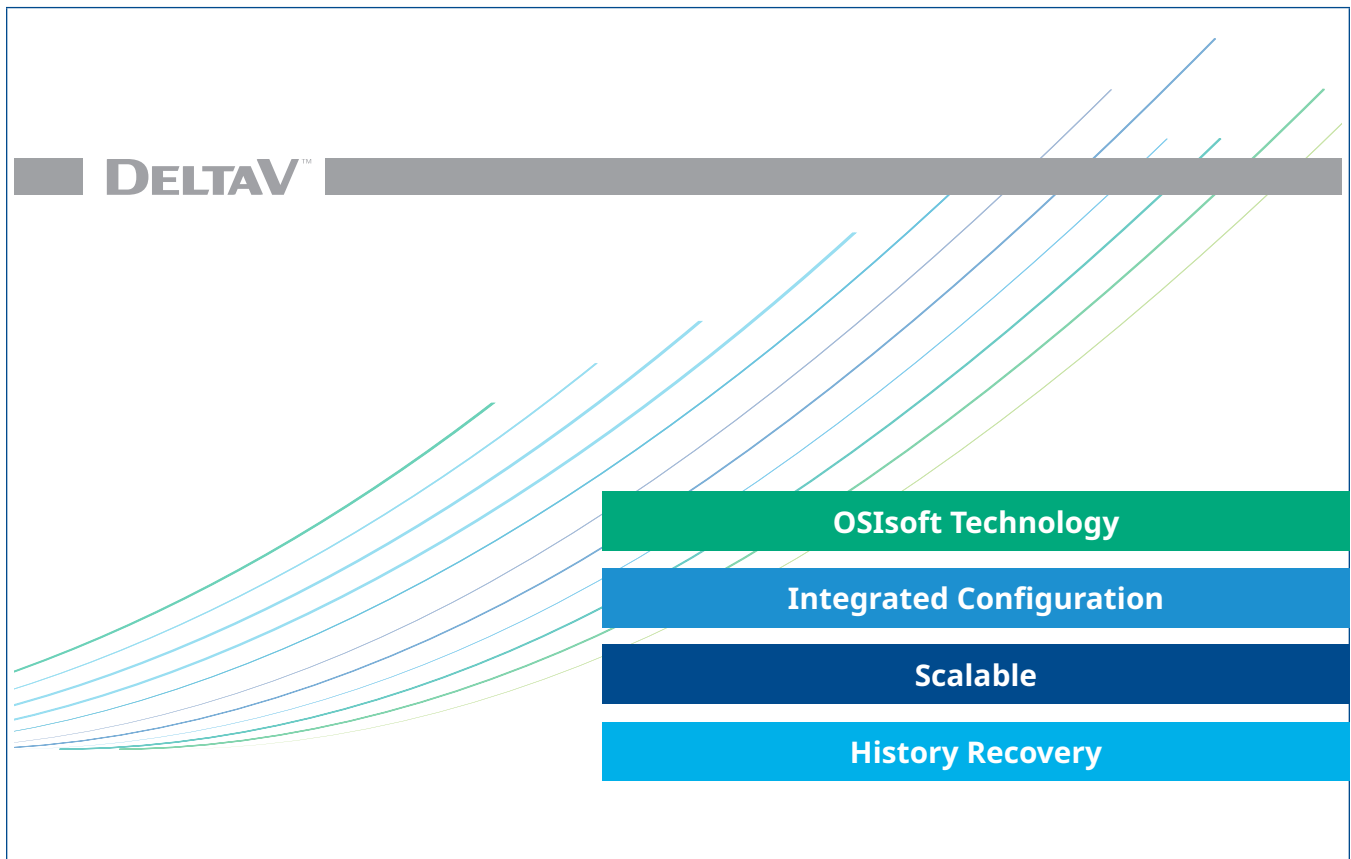 DELTAV™
OSIsoft Technology
Integrated Configuration
Scalable
History Recovery